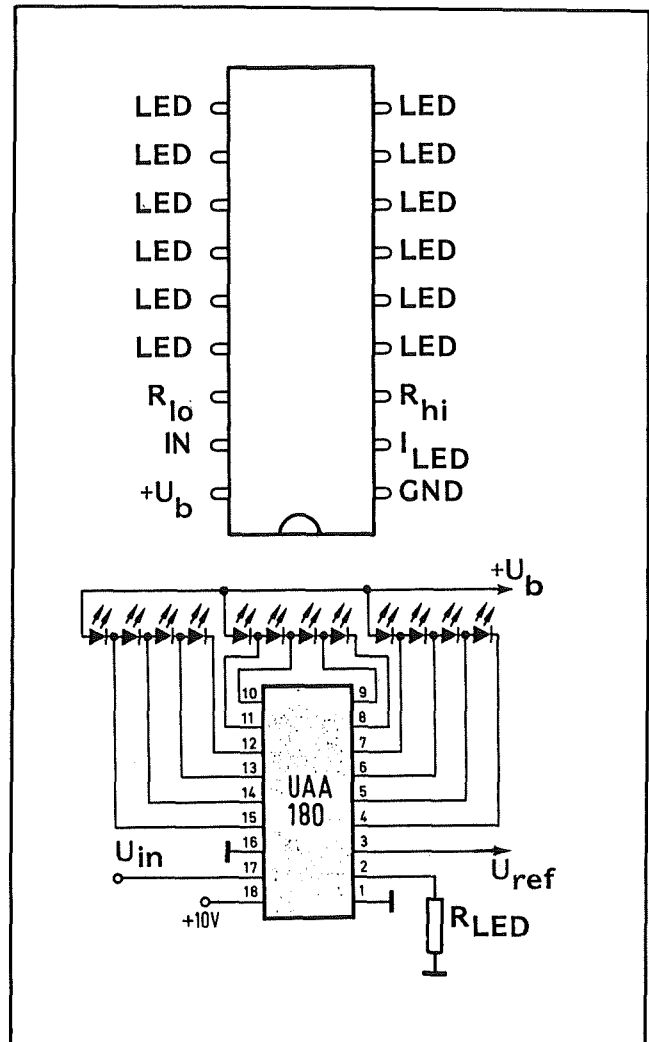 LED LED
LED LED
LED LED
LED LED
LED LED
LED LED
Rlo Rhi
IN ILED
+Ub GND
+Ub
10 9
11 8
12 7
13 6
14 5
15 4
16 3
17 2
18 1
UAA
180
Uin
Uref
+10V
RLED